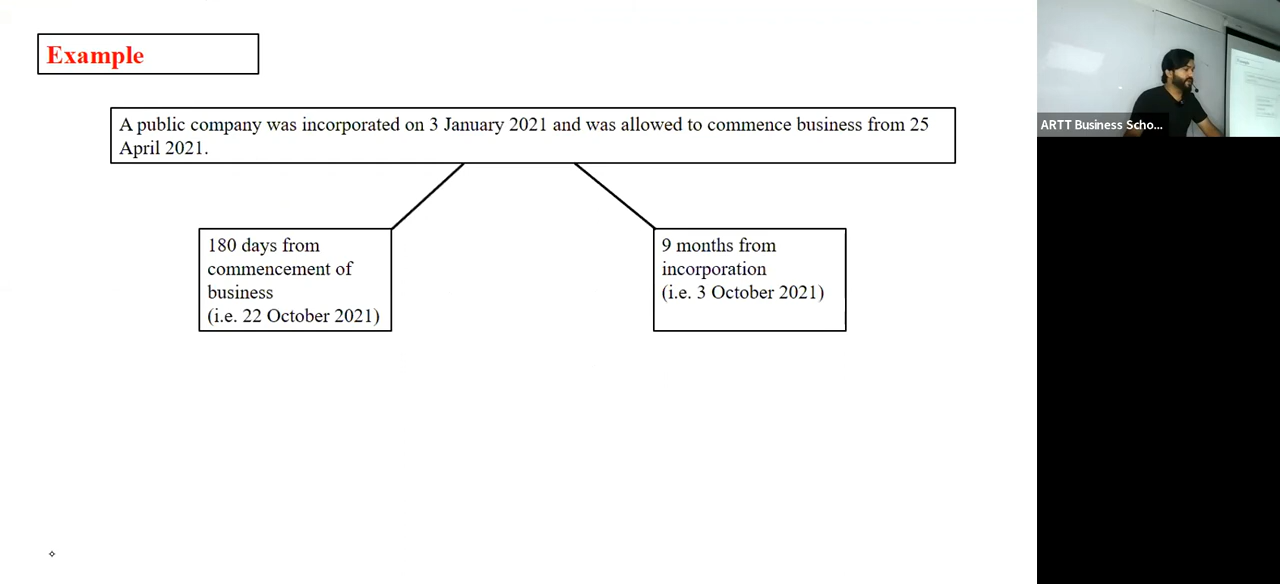 Example
A public company was incorporated on 3 January 2021 and was allowed to commence business from 25
April 2021.
180 days from
commencement of
business
(i.e. 22 October 2021)
9 months from
incorporation
(i.e. 3 October 2021)
ARTT Business Scho...